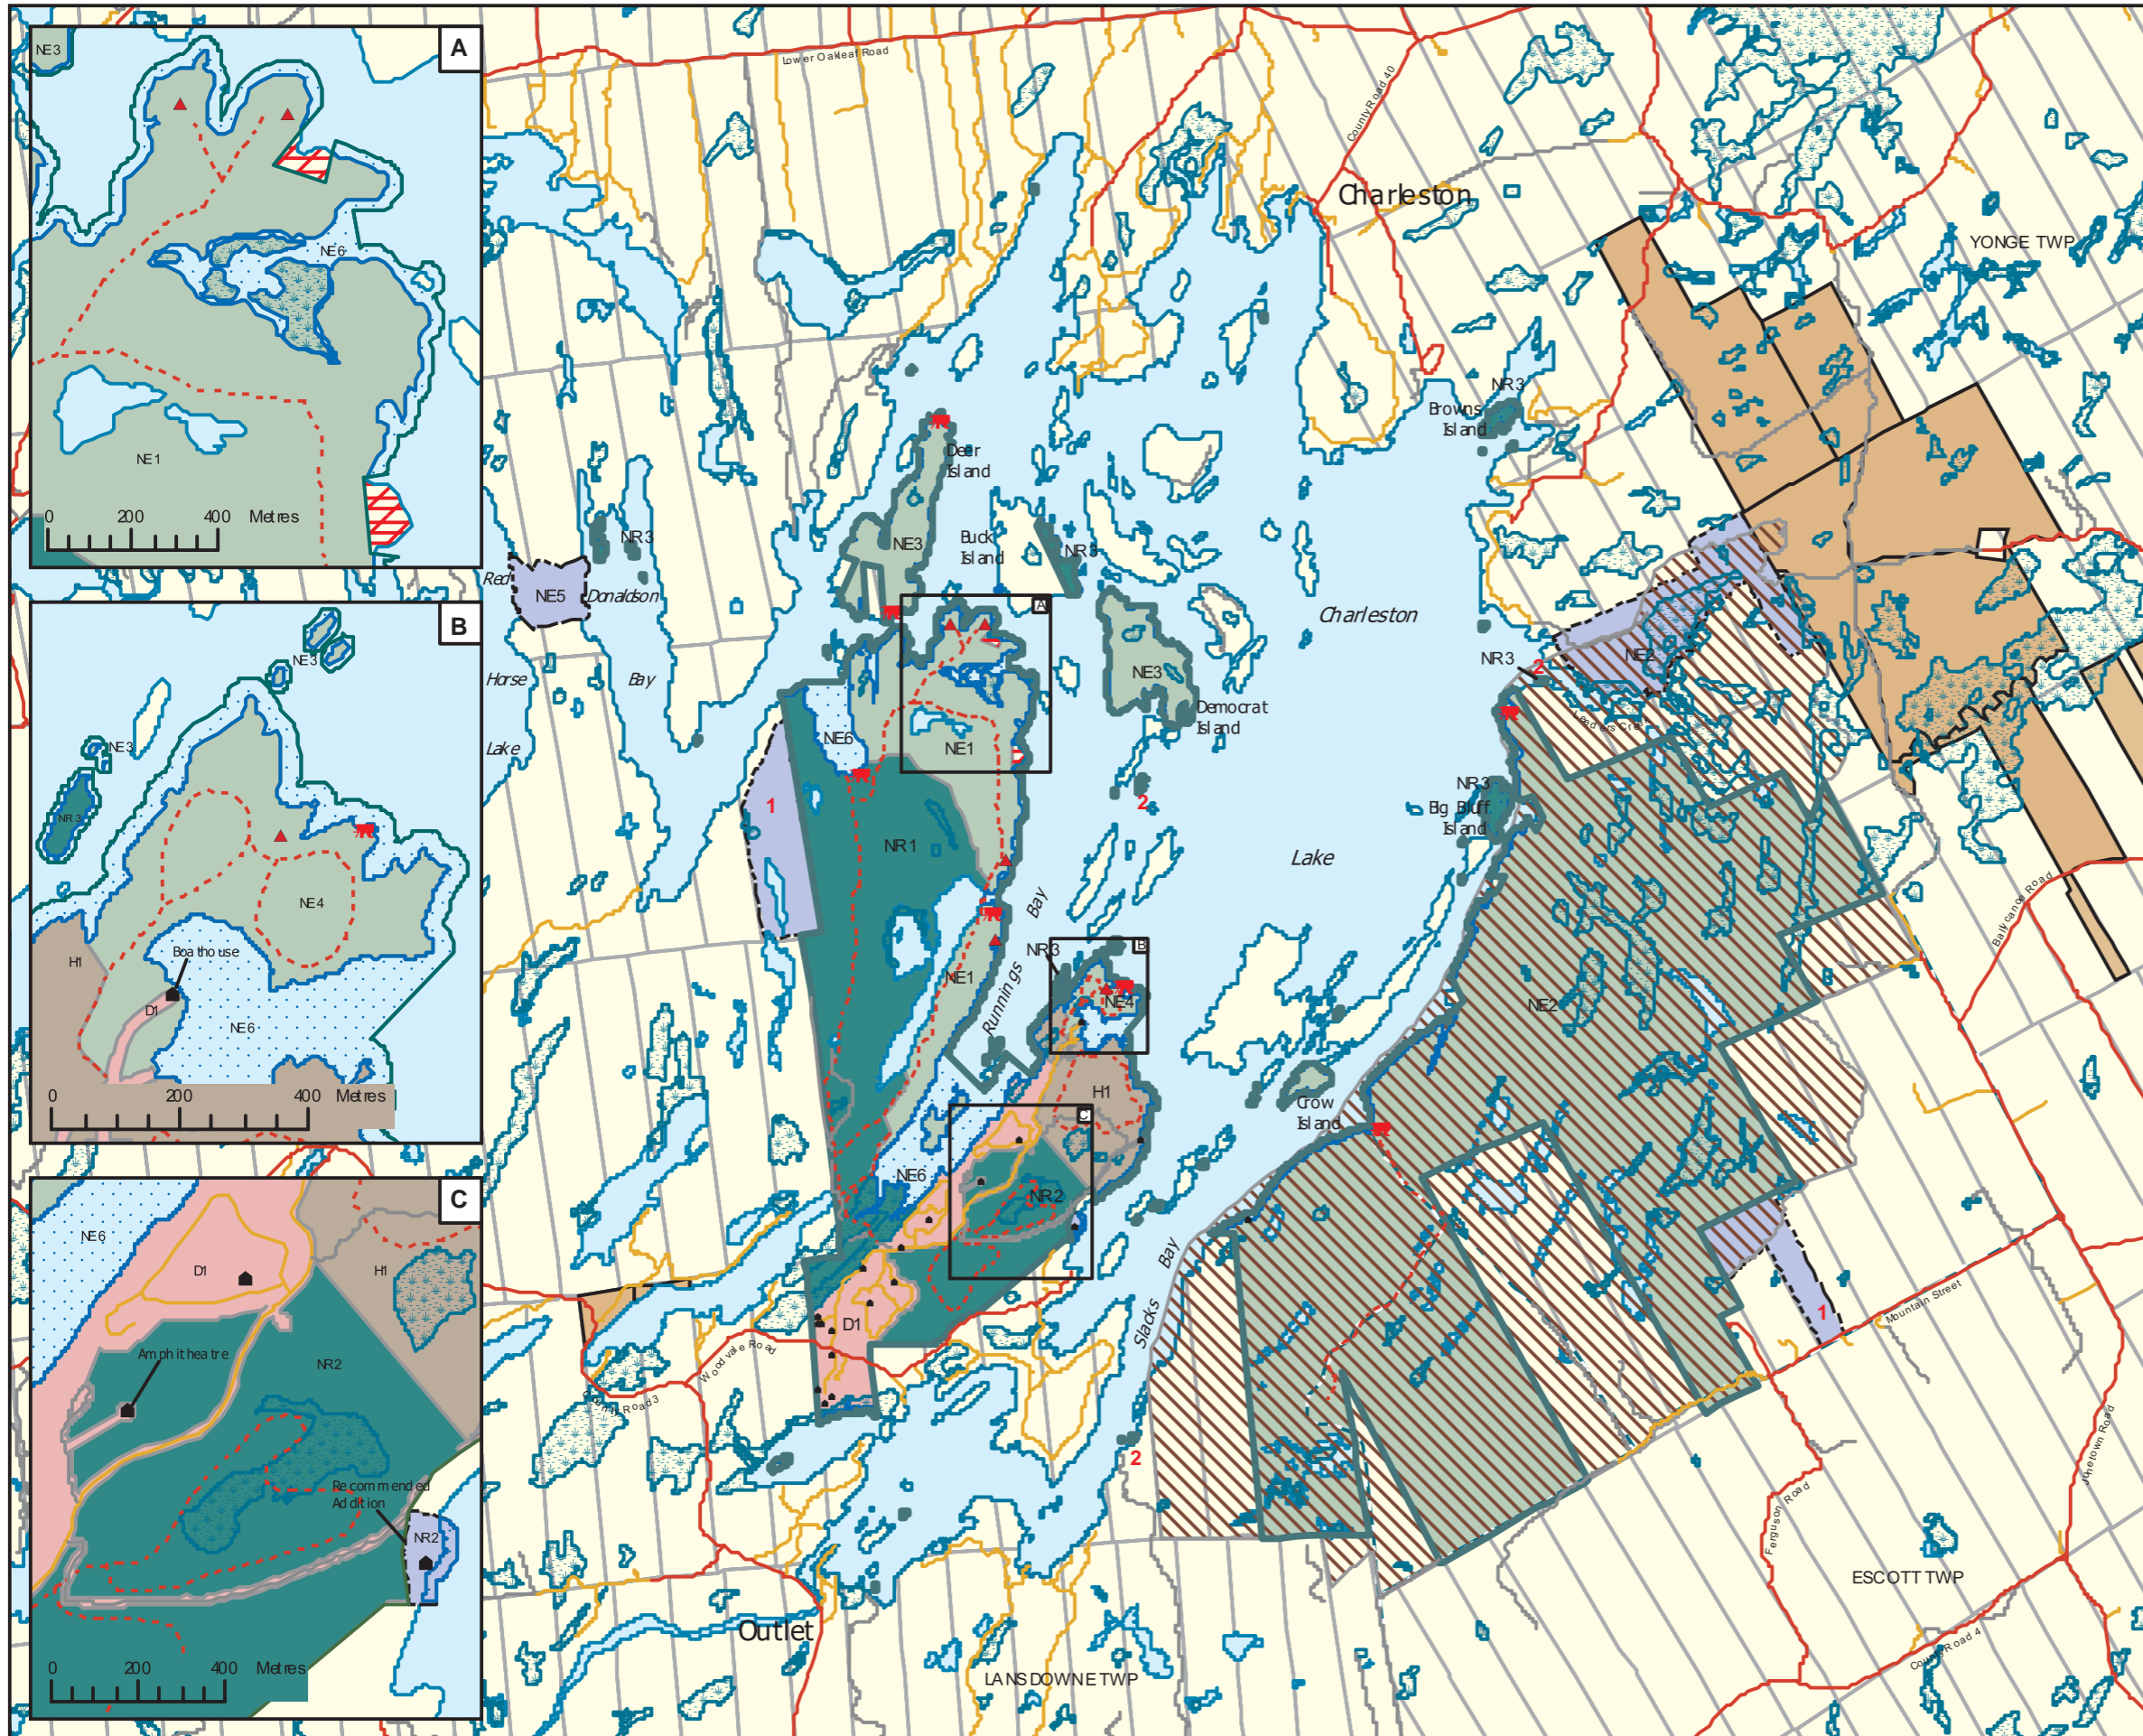 A
NE3
NE6
NE1
0 200 400 Metres
B
NE3
NE3
NR3
NE4
H1
Boathouse
D1
NE6
0 200 400 Metres
C
NE6
D1
H1
Amphitheatre
NR2
Recommended
Addition
NR2
0 200 400 Metres
Lower Oakleaf Road
County Road 40
Charleston
YONGE TWP
NR3
Browns
Island
Deer
Island
NE3
Buck
Island
NR3
NR3
Red
NE5
Donaldson
Horse
Bay
Lake
A
Charleston
NE3
Democrat
Island
NR3
2
NE2
Leaders Creek
NE6
NE1
1
2
NR1
NR3
Big Bluff
Island
Lake
Ballycanoe Road
Runnings Bay
NE1
NR3
B
NE4
NE2
H1
C
Crow
Island
NE6
NR2
Slacks Bay
D1
1
Mountain Street
Woodvale Road
County Road 3
2
Junetown Road
Ferguson Road
ESCOTT TWP
Outlet
LANSDOWNE TWP
County Road 4